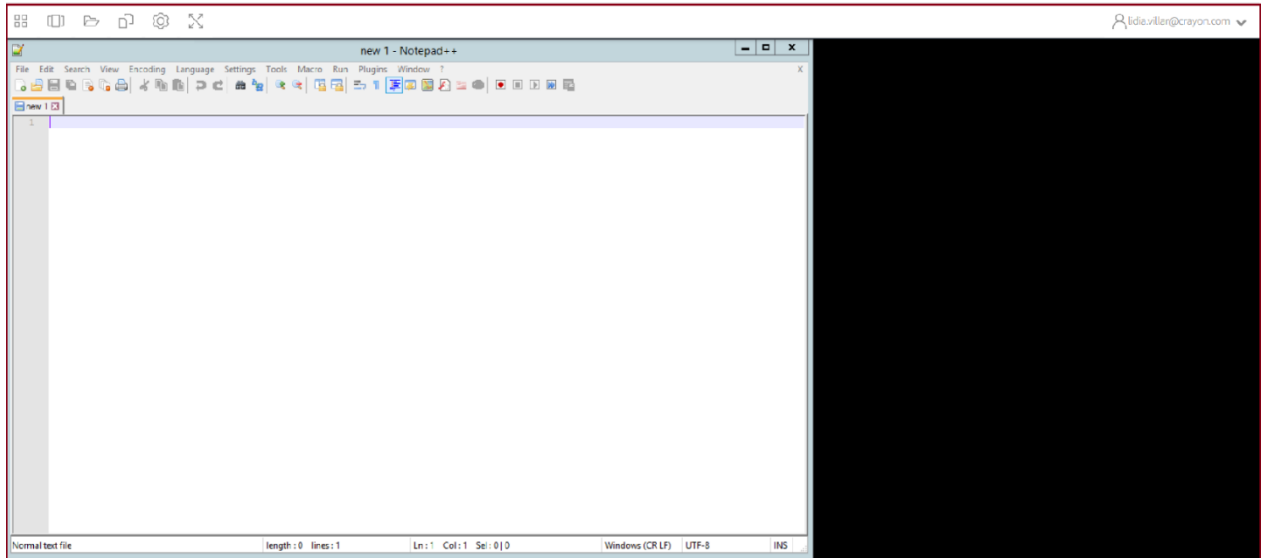 lidia.villar@crayon.com
new 1 - Notepad++
File Edit Search View Encoding Language Settings Tools Macro Run Plugins Window ?
X
new 1
1
Normal text file length : 0 lines : 1 Ln : 1 Col : 1 Sel : 0 | 0 Windows (CR LF) UTF-8 INS